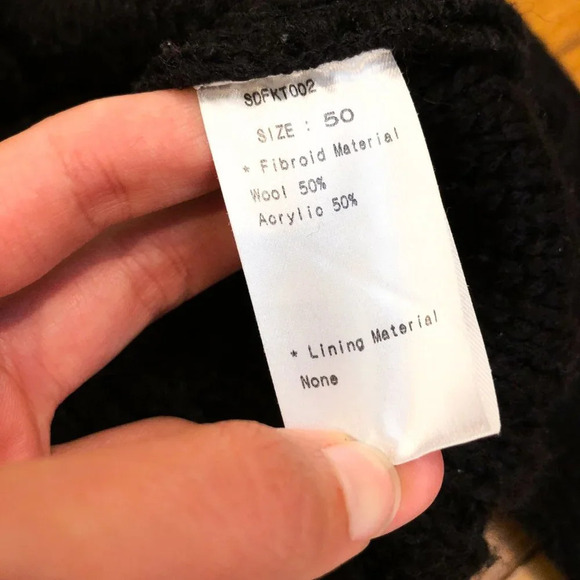 SDFKT002
SIZE : 50
* Fibroid Material
Wool 50%
Acrylic 50%
* Lining Material
None